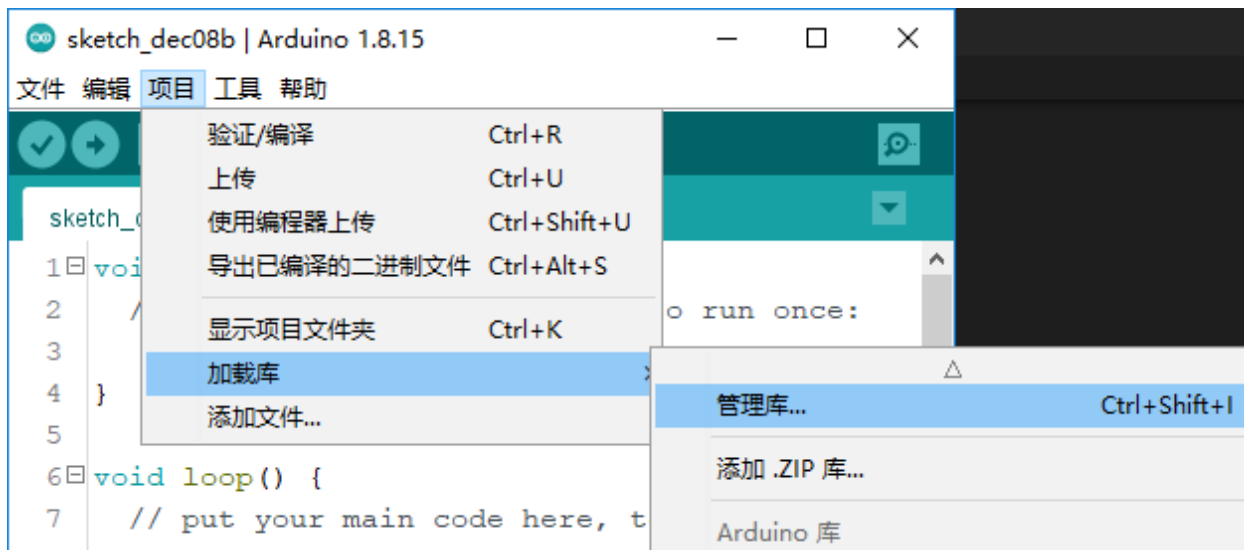 sketch_dec08b | Arduino 1.8.15
文件 编辑 项目 工具 帮助
验证/编译 Ctrl+R
上传 Ctrl+U
使用编程器上传 Ctrl+Shift+U
导出已编译的二进制文件 Ctrl+Alt+S
显示项目文件夹 Ctrl+K
加载库
添加文件...
管理库... Ctrl+Shift+I
添加 .ZIP 库...
Arduino 库
sketch_d
1 voi
2 / o run once:
3
4 }
5
6 void loop() {
7 // put your main code here, t